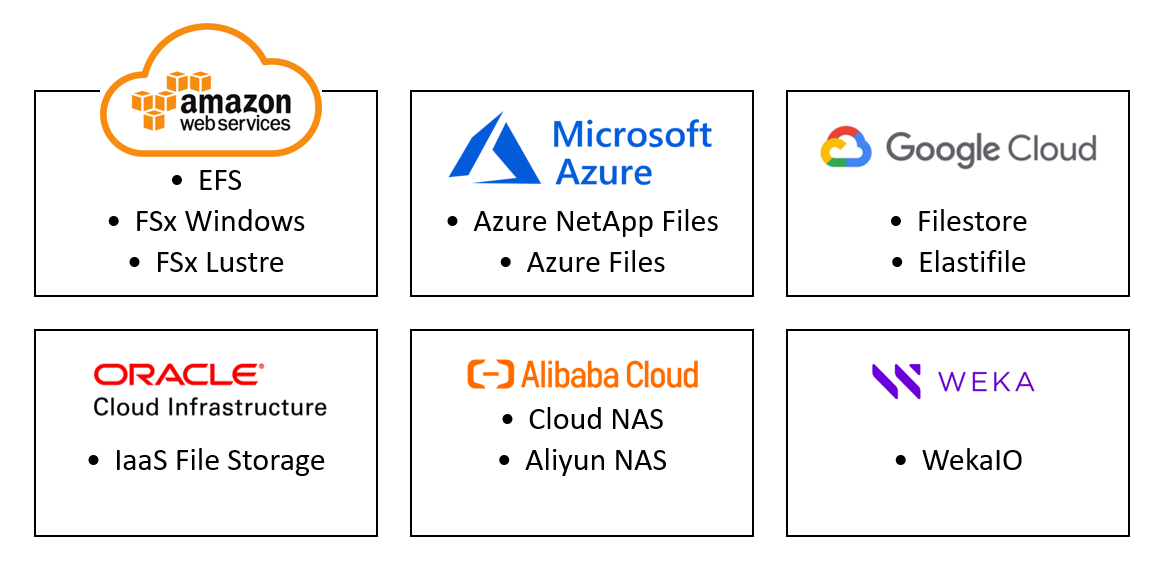 amazon
web services
• EFS
• FSx Windows
• FSx Lustre
Microsoft
Azure
• Azure NetApp Files
• Azure Files
Google Cloud
• Filestore
• Elastifile
ORACLE®
Cloud Infrastructure
• IaaS File Storage
Alibaba Cloud
• Cloud NAS
• Aliyun NAS
WEKA
• WekaIO